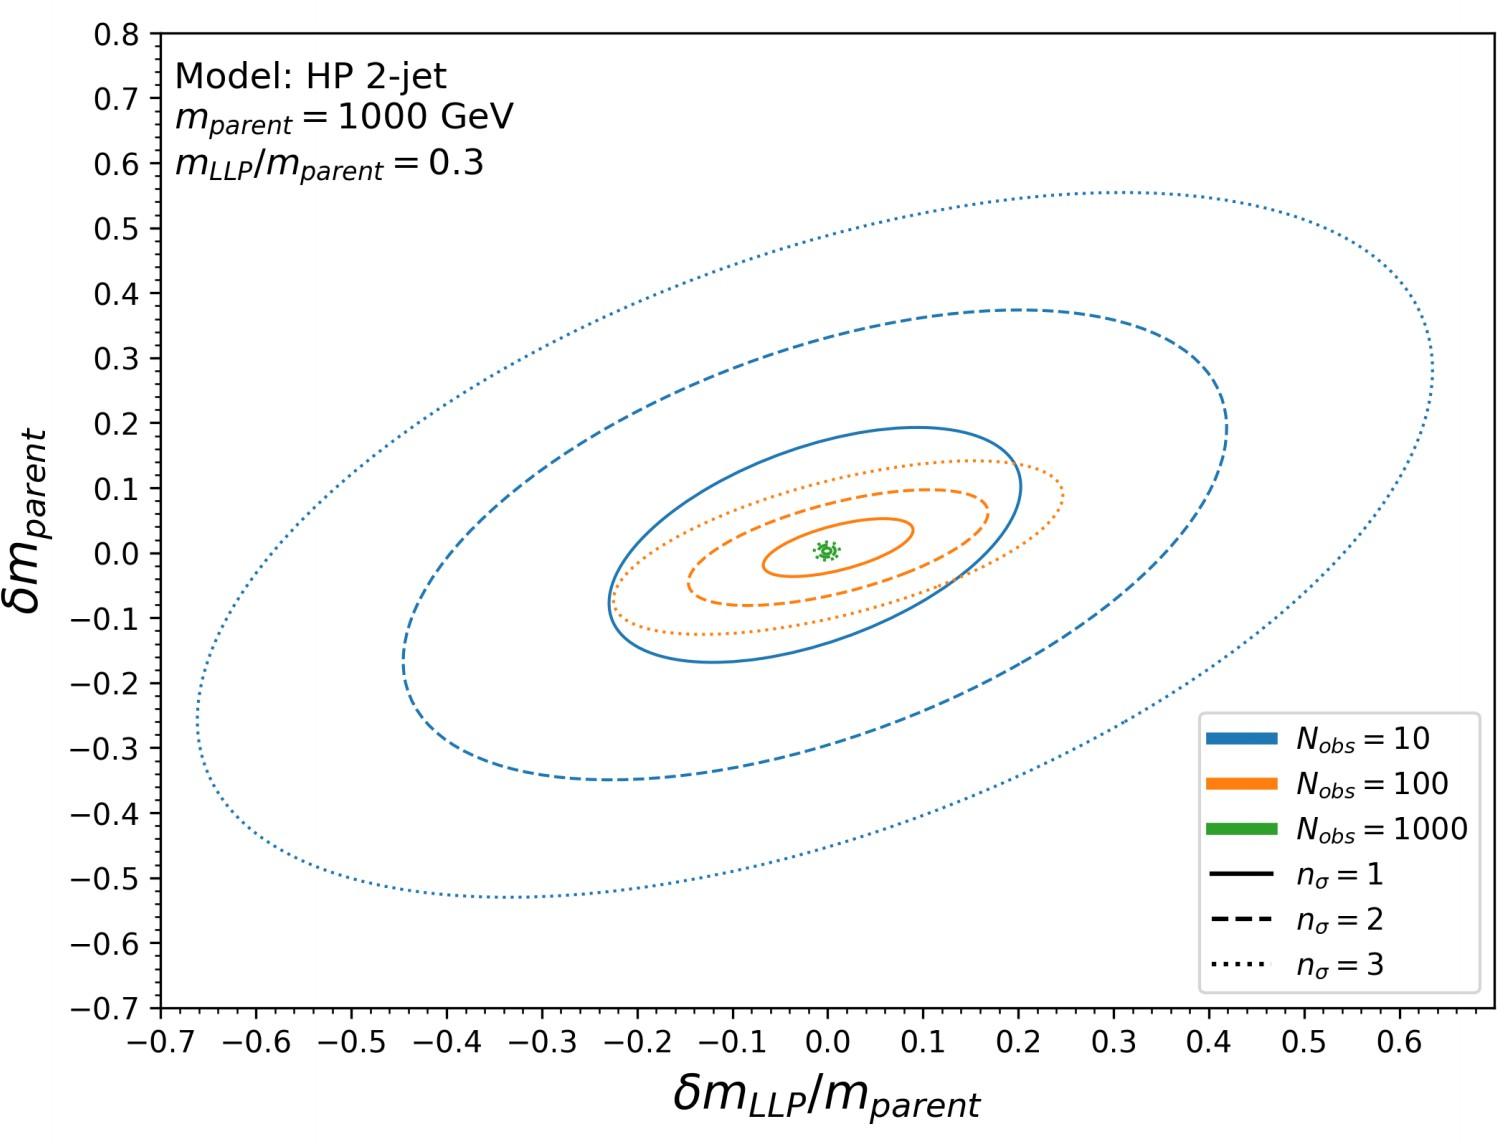 Model: HP 2-jet
m_parent = 1000 GeV
m_LLP/m_parent = 0.3
0.8
0.7
0.6
0.5
0.4
0.3
0.2
0.1
0.0
−0.1
−0.2
−0.3
−0.4
−0.5
−0.6
−0.7
δm_parent
N_obs = 10
N_obs = 100
N_obs = 1000
n_σ = 1
n_σ = 2
n_σ = 3
−0.7 −0.6 −0.5 −0.4 −0.3 −0.2 −0.1 0.0 0.1 0.2 0.3 0.4 0.5 0.6
δm_LLP/m_parent